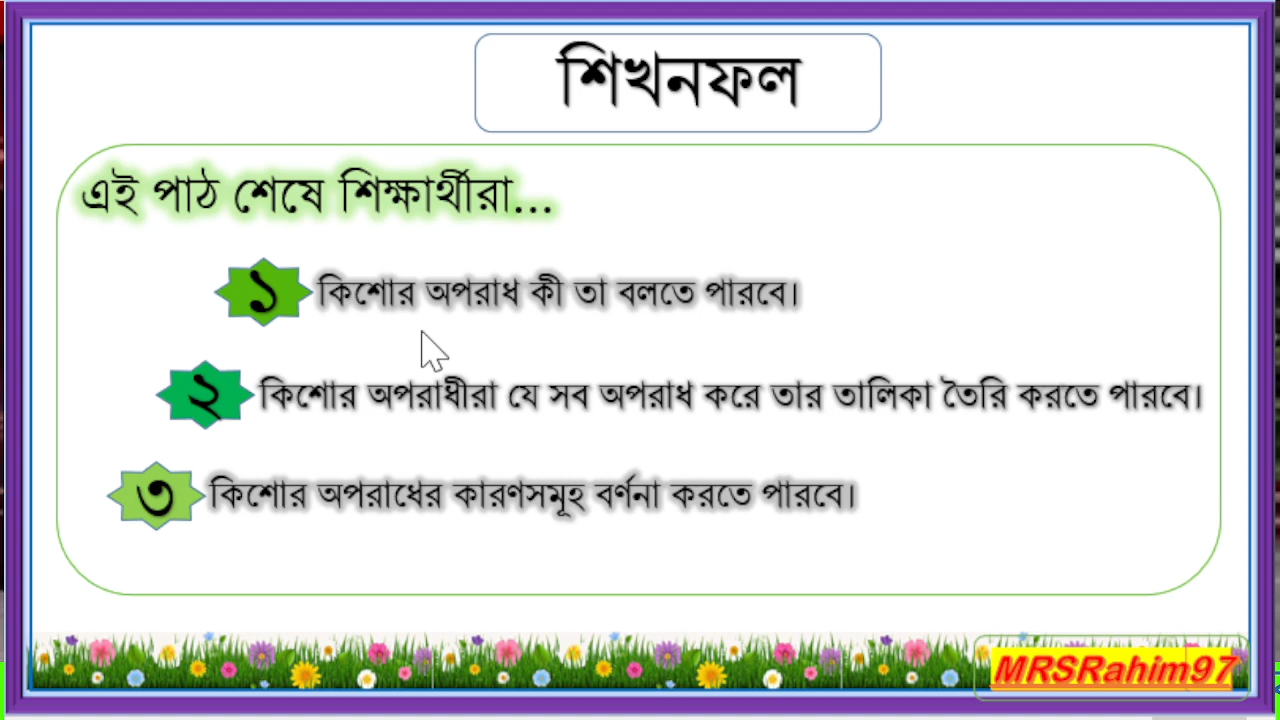 শিখনফল
এই পাঠ শেষে শিক্ষার্থীরা...
১ কিশোর অপরাধ কী তা বলতে পারবে।
২ কিশোর অপরাধীরা যে সব অপরাধ করে তার তালিকা তৈরি করতে পারবে।
৩ কিশোর অপরাধের কারণসমূহ বর্ণনা করতে পারবে।
MRSRahim97